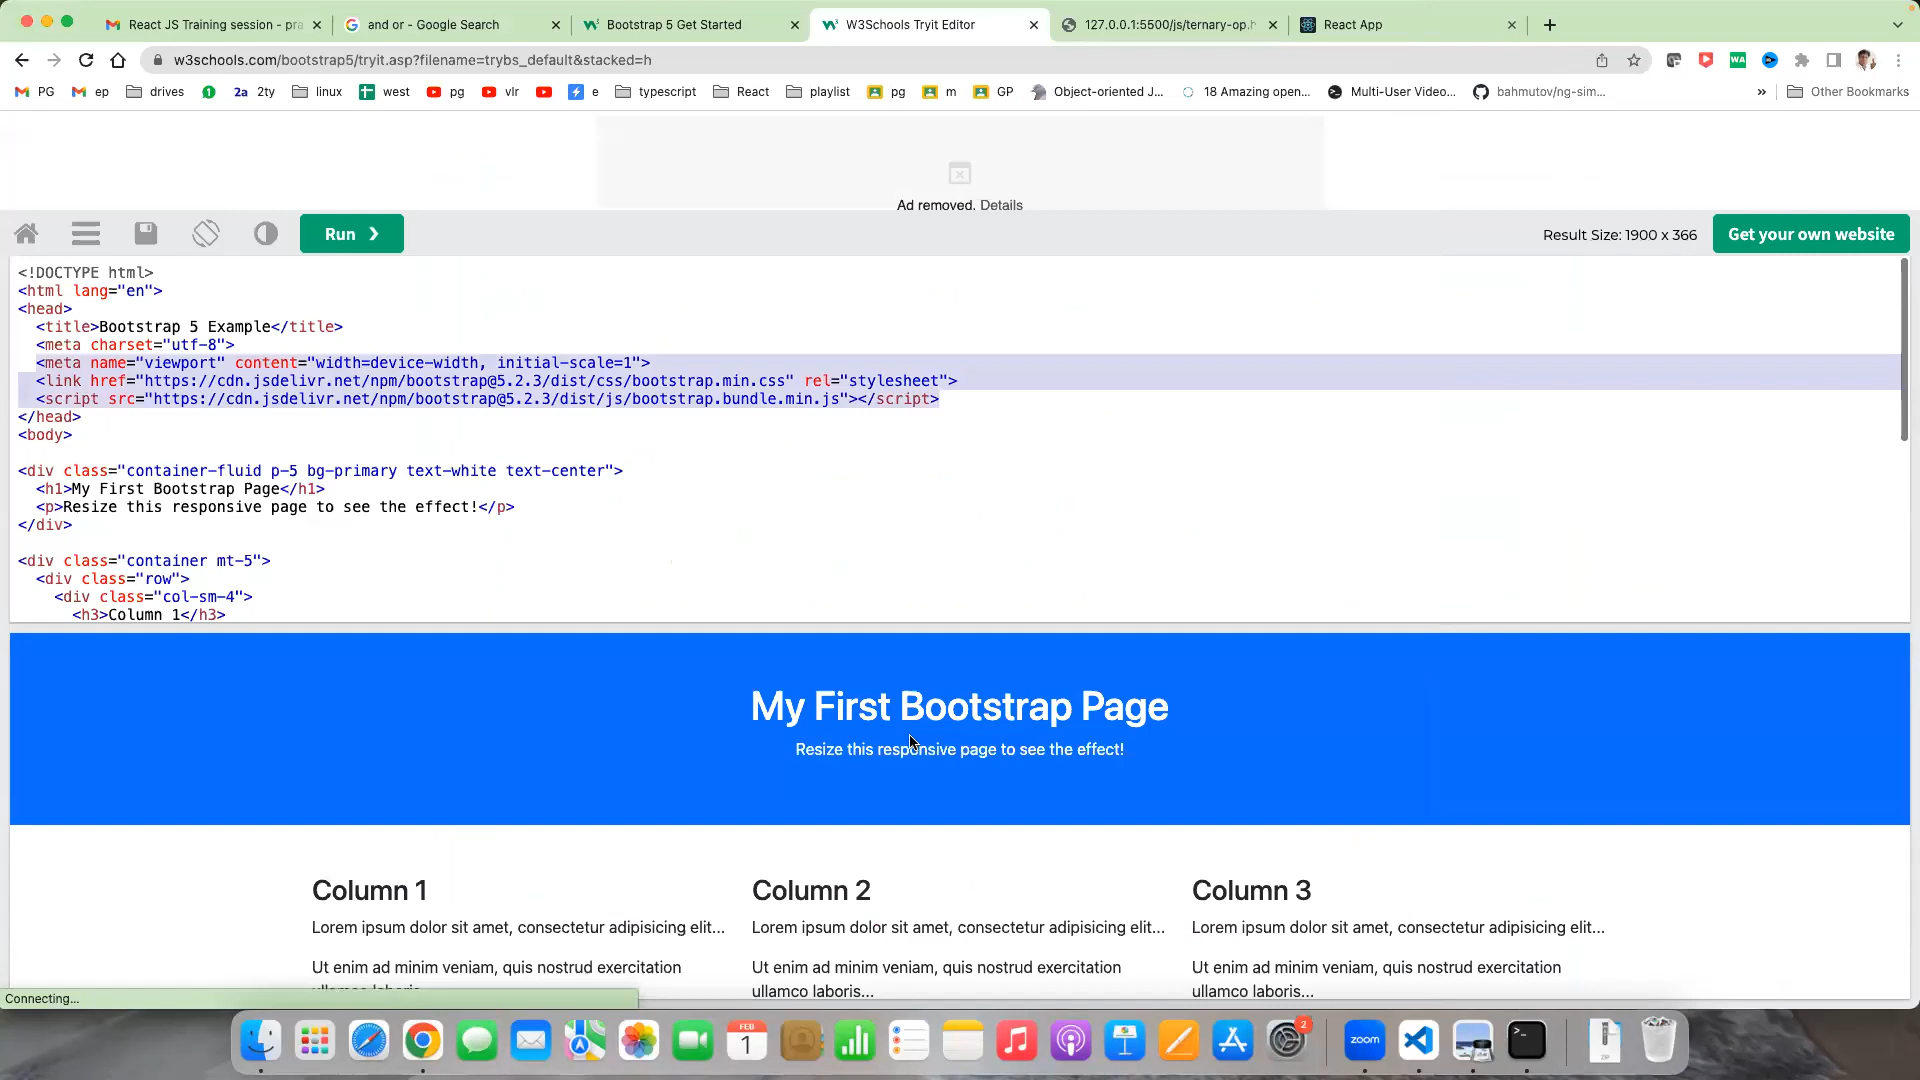 React JS Training session - pra
and or - Google Search
Bootstrap 5 Get Started
W3Schools Tryit Editor
127.0.0.1:5500/js/ternary-op.h
React App
w3schools.com/bootstrap5/tryit.asp?filename=trybs_default&stacked=h
PG
ep
drives
2a 2ty
linux
west
pg
vlr
e
typescript
React
playlist
pg
m
GP
Object-oriented J...
18 Amazing open...
Multi-User Video...
bahmutov/ng-sim...
»
Other Bookmarks
Ad removed. Details
Run ❯
Result Size: 1900 x 366
Get your own website
<!DOCTYPE html>
<html lang="en">
<head>
<title>Bootstrap 5 Example</title>
<meta charset="utf-8">
<meta name="viewport" content="width=device-width, initial-scale=1">
<link href="https://cdn.jsdelivr.net/npm/bootstrap@5.2.3/dist/css/bootstrap.min.css" rel="stylesheet">
<script src="https://cdn.jsdelivr.net/npm/bootstrap@5.2.3/dist/js/bootstrap.bundle.min.js"></script>
</head>
<body>
<div class="container-fluid p-5 bg-primary text-white text-center">
<h1>My First Bootstrap Page</h1>
<p>Resize this responsive page to see the effect!</p>
</div>
<div class="container mt-5">
<div class="row">
<div class="col-sm-4">
<h3>Column 1</h3>
My First Bootstrap Page
Resize this responsive page to see the effect!
Column 1
Lorem ipsum dolor sit amet, consectetur adipisicing elit...
Ut enim ad minim veniam, quis nostrud exercitation
ullamco laboris...
Column 2
Lorem ipsum dolor sit amet, consectetur adipisicing elit...
Ut enim ad minim veniam, quis nostrud exercitation
ullamco laboris...
Column 3
Lorem ipsum dolor sit amet, consectetur adipisicing elit...
Ut enim ad minim veniam, quis nostrud exercitation
ullamco laboris...
Connecting...
FEB
1
2
zoom
ZIP